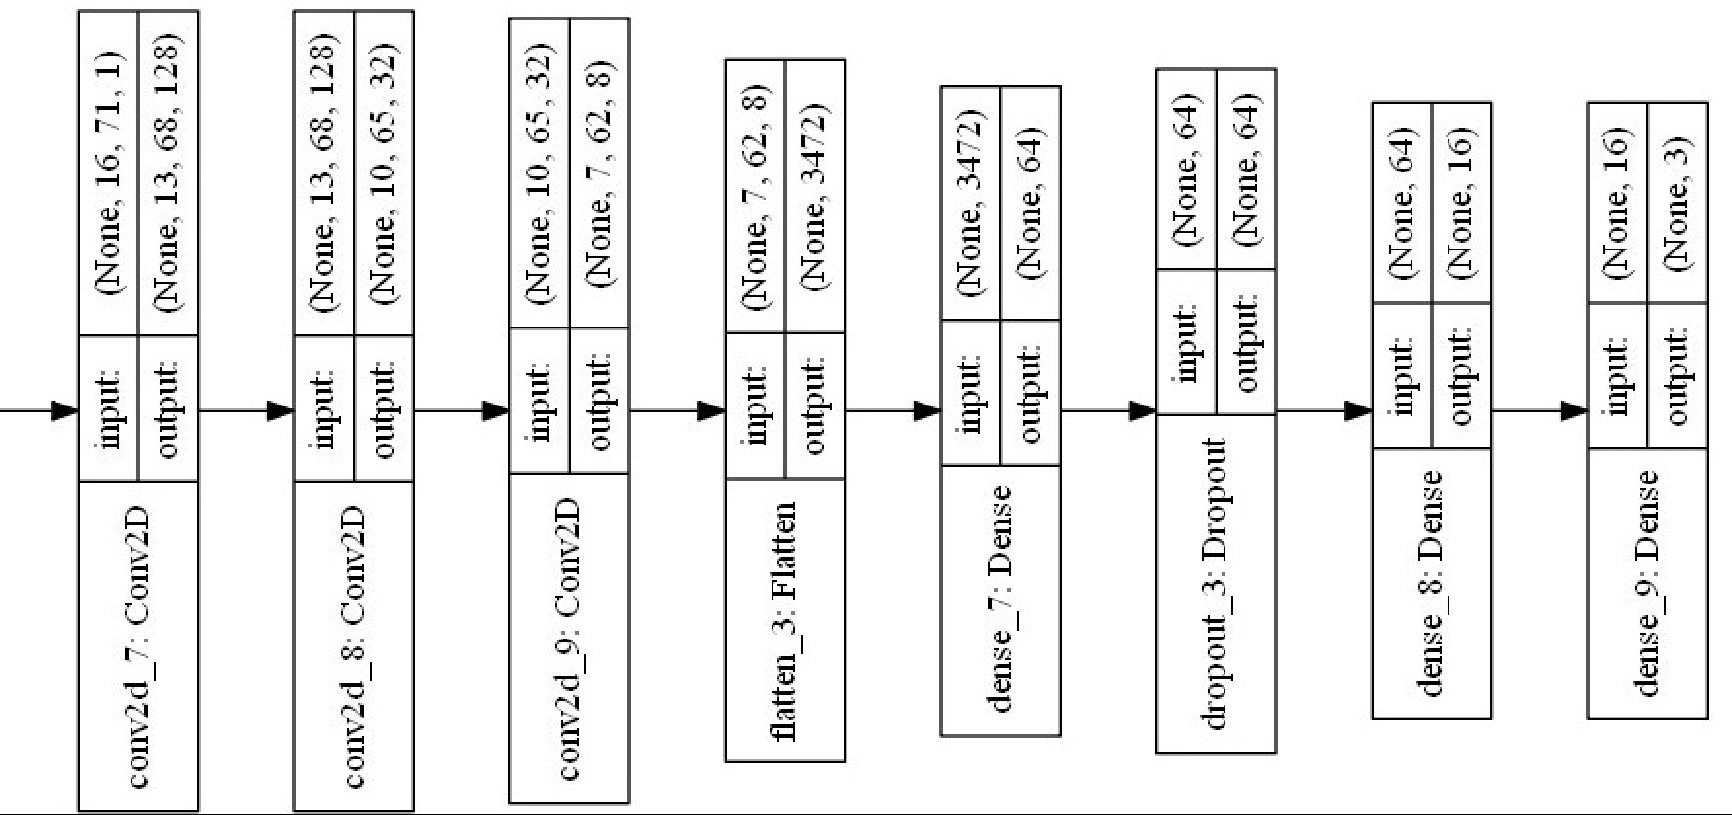 conv2d_7: Conv2D
input:
(None, 16, 71, 1)
output:
(None, 13, 68, 128)
conv2d_8: Conv2D
input:
(None, 13, 68, 128)
output:
(None, 10, 65, 32)
conv2d_9: Conv2D
input:
(None, 10, 65, 32)
output:
(None, 7, 62, 8)
flatten_3: Flatten
input:
(None, 7, 62, 8)
output:
(None, 3472)
dense_7: Dense
input:
(None, 3472)
output:
(None, 64)
dropout_3: Dropout
input:
(None, 64)
output:
(None, 64)
dense_8: Dense
input:
(None, 64)
output:
(None, 16)
dense_9: Dense
input:
(None, 16)
output:
(None, 3)